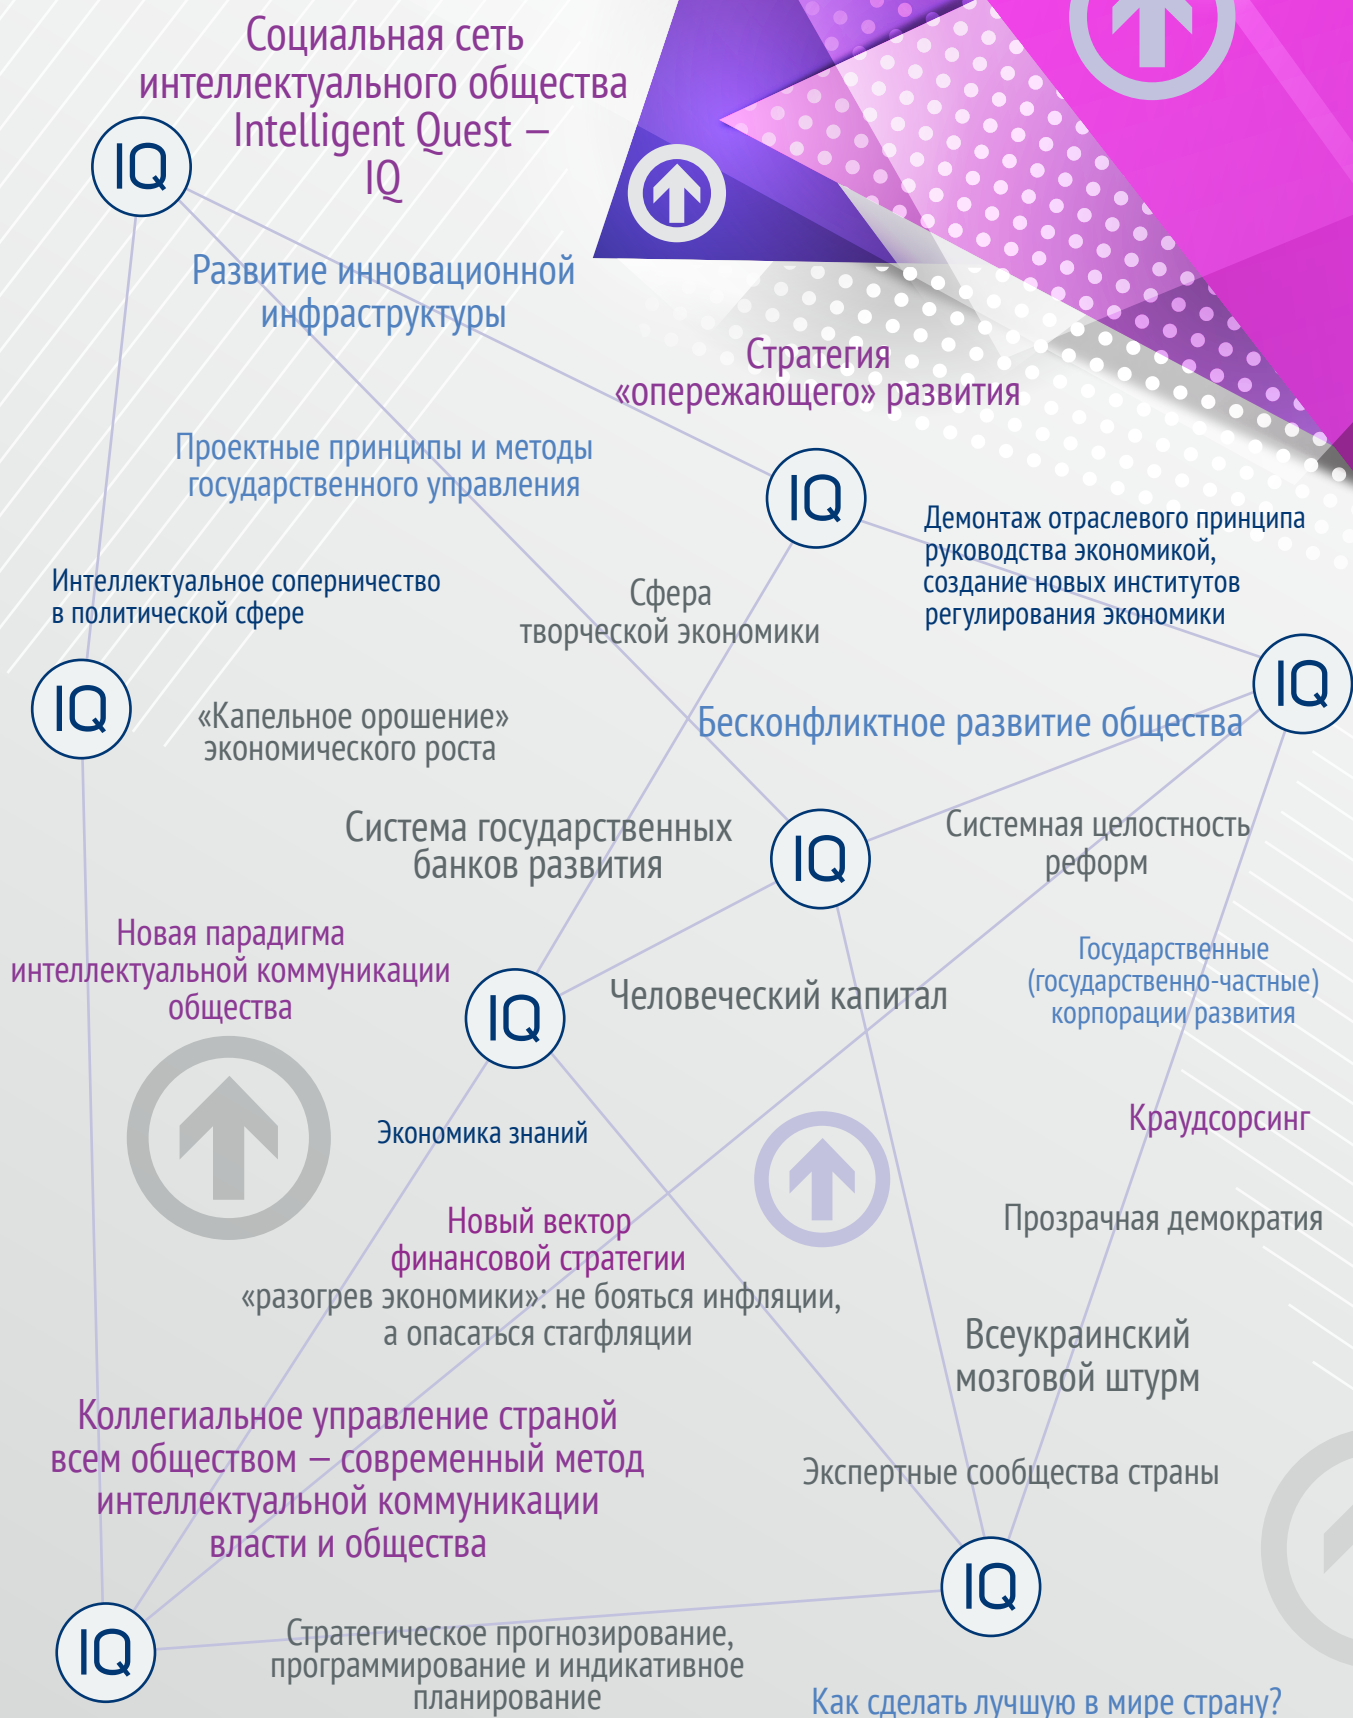 Социальная сеть
интеллектуального общества
Intelligent Quest —
IQ
IQ
Развитие инновационной
инфраструктуры
Стратегия
«опережающего» развития
Проектные принципы и методы
государственного управления
IQ
Демонтаж отраслевого принципа
руководства экономикой,
создание новых институтов
регулирования экономики
Интеллектуальное соперничество
в политической сфере
Сфера
творческой экономики
IQ
IQ
«Капельное орошение»
экономического роста
Бесконфликтное развитие общества
Система государственных
банков развития
IQ
Системная целостность
реформ
Новая парадигма
интеллектуальной коммуникации
общества
IQ
Человеческий капитал
Государственные
(государственно-частные)
корпорации развития
Экономика знаний
Краудсорсинг
Новый вектор
финансовой стратегии
«разогрев экономики»: не бояться инфляции,
а опасаться стагфляции
Прозрачная демократия
Всеукраинский
мозговой штурм
Коллегиальное управление страной
всем обществом — современный метод
интеллектуальной коммуникации
власти и общества
Экспертные сообщества страны
IQ
IQ
Стратегическое прогнозирование,
программирование и индикативное
планирование
Как сделать лучшую в мире страну?